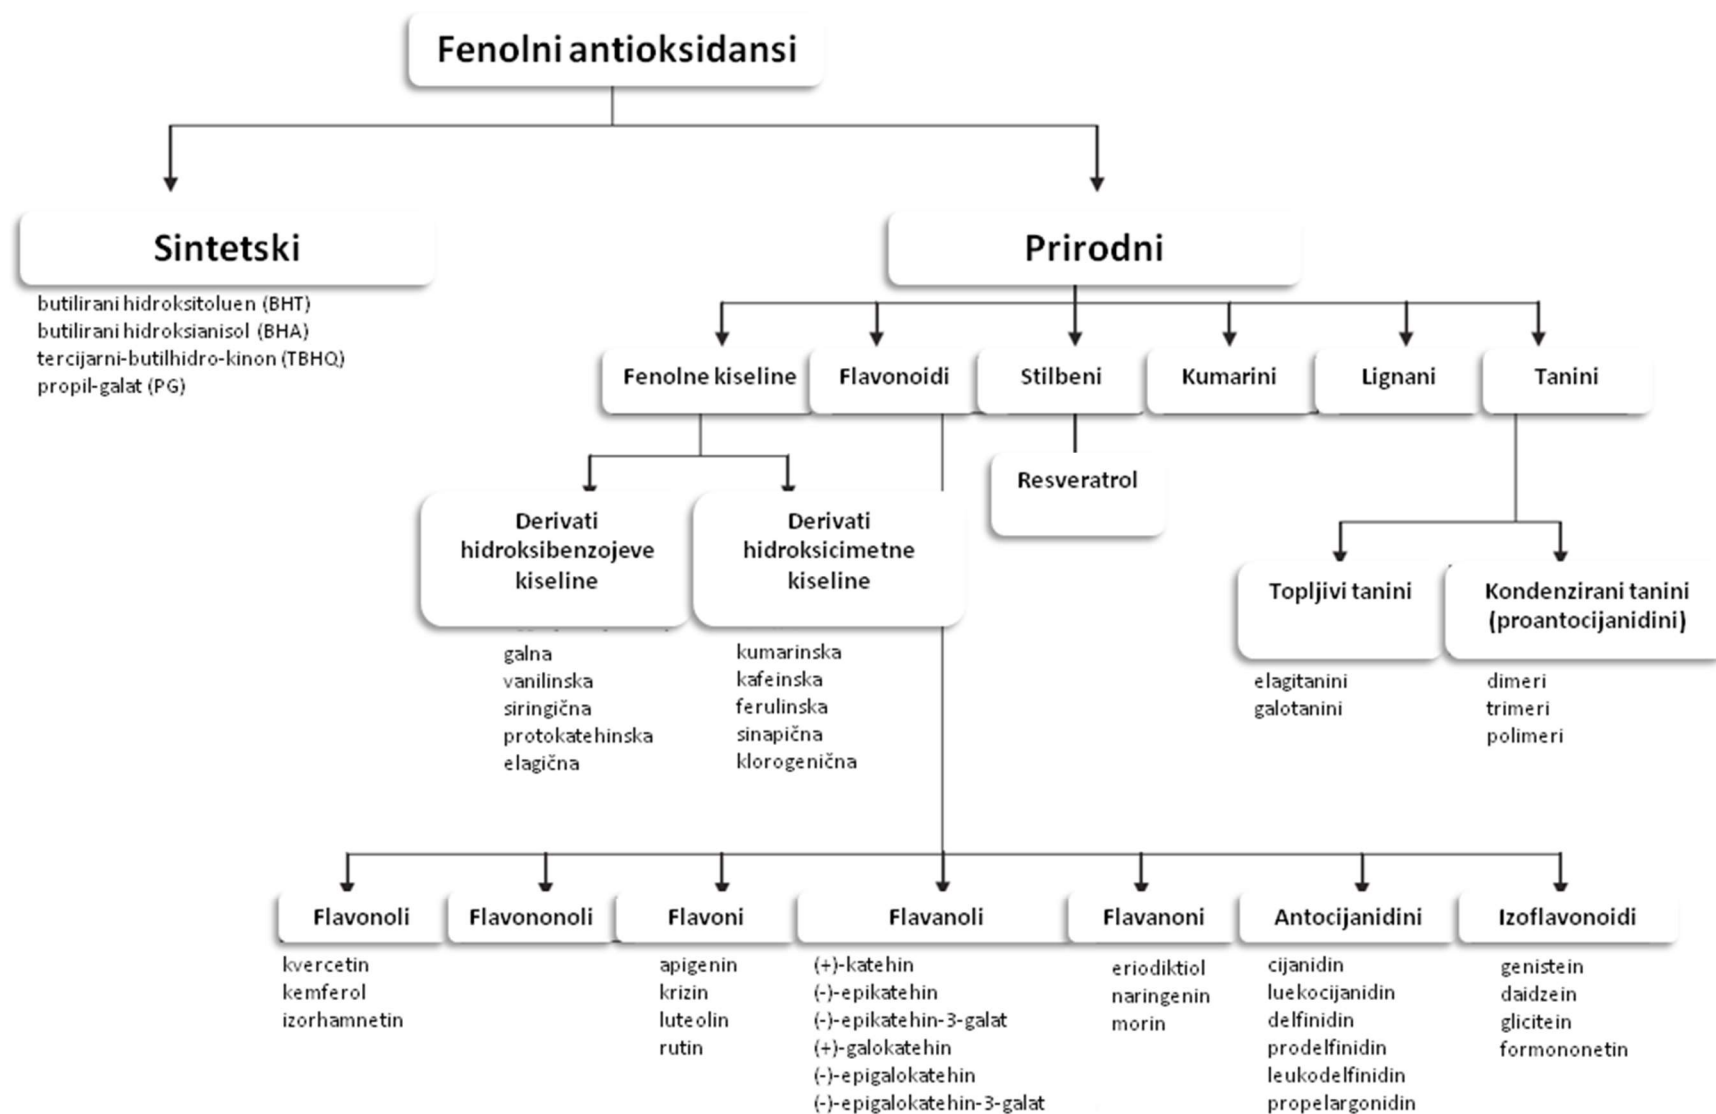 Fenolni antioksidansi
Sintetski
butilirani hidroksitoluen (BHT)
butilirani hidroksianisol (BHA)
tercijarni-butilhidro-kinon (TBHQ)
propil-galat (PG)
Prirodni
Fenolne kiseline
Flavonoidi
Stilbeni
Kumarini
Lignani
Tanini
Resveratrol
Derivati
hidroksibenzojeve
kiseline
galna
vanilinska
siringična
protokatehinska
elagična
Derivati
hidroksicimetne
kiseline
kumarinska
kafeinska
ferulinska
sinapična
klorogenična
Topljivi tanini
elagitanini
galotanini
Kondenzirani tanini
(proantocijanidini)
dimeri
trimeri
polimeri
Flavonoli
kvercetin
kemferol
izorhamnetin
Flavononoli
Flavoni
apigenin
krizin
luteolin
rutin
Flavanoli
(+)-katehin
(-)-epikatehin
(-)-epikatehin-3-galat
(+)-galokatehin
(-)-epigalokatehin
(-)-epigalokatehin-3-galat
Flavanoni
eriodiktiol
naringenin
morin
Antocijanidini
cijanidin
luekocijanidin
delfinidin
prodelfinidin
leukodelfinidin
propelargonidin
Izoflavonoidi
genistein
daidzein
glicitein
formononetin